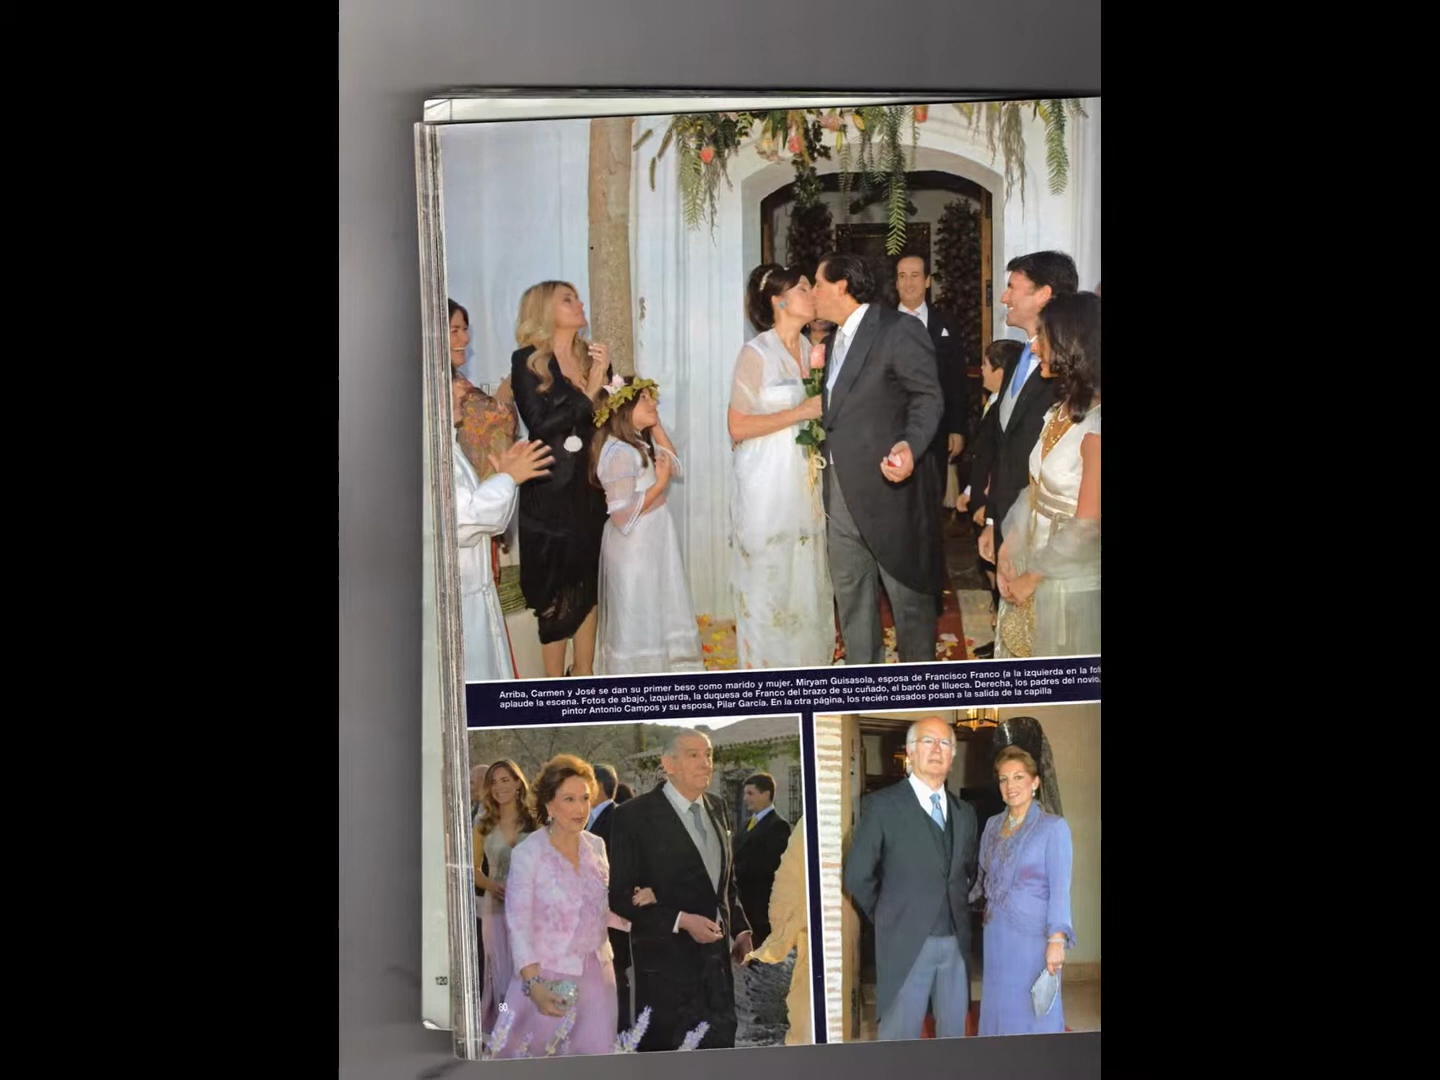 Arriba, Carmen y José se dan su primer beso como marido y mujer. Miryam Guisasola, esposa de Francisco Franco (a la izquierda en la fot
aplaude la escena. Fotos de abajo, izquierda, la duquesa de Franco del brazo de su cuñado, el barón de Illueca. Derecha, los padres del novio,
pintor Antonio Campos y su esposa, Pilar García. En la otra página, los recién casados posan a la salida de la capilla
120
80